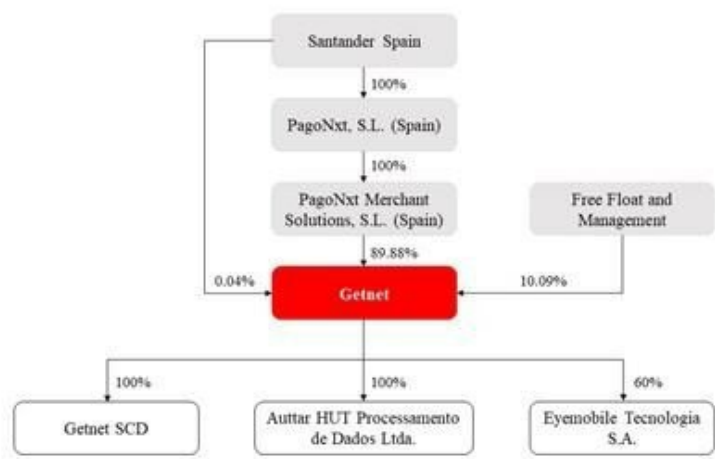 Santander Spain
100%
PagoNxt, S.L. (Spain)
100%
PagoNxt Merchant
Solutions, S.L. (Spain)
Free Float and
Management
89.88%
0.04%
Getnet
10.09%
100%
100%
60%
Getnet SCD
Auttar HUT Processamento
de Dados Ltda.
Eyemobile Tecnologia
S.A.